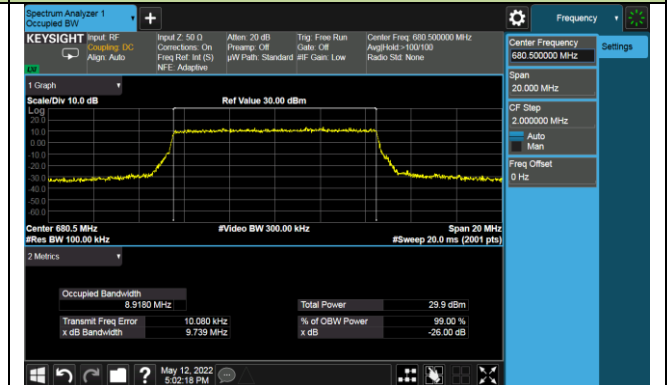 Spectrum Analyzer 1
Occupied BW
Frequency
KEYSIGHT
Input: RF
Coupling: DC
Align: Auto
Input Z: 50 Ω
Corrections: On
Freq Ref: Int (S)
NFE: Adaptive
Atten: 20 dB
Preamp: Off
µW Path: Standard
Trig: Free Run
Gate: Off
#IF Gain: Low
Center Freq: 680.500000 MHz
Avg|Hold:>100/100
Radio Std: None
Center Frequency
680.500000 MHz
Settings
Span
20.000 MHz
CF Step
2.000000 MHz
Auto
Man
Freq Offset
0 Hz
1 Graph
Scale/Div 10.0 dB
Ref Value 30.00 dBm
Log
20.0
10.0
0.00
-10.0
-20.0
-30.0
-40.0
-50.0
-60.0
Center 680.5 MHz
#Video BW 300.00 kHz
Span 20 MHz
#Res BW 100.00 kHz
#Sweep 20.0 ms (2001 pts)
2 Metrics
Occupied Bandwidth
8.9180 MHz
Total Power
29.9 dBm
Transmit Freq Error
10.080 kHz
% of OBW Power
99.00 %
x dB Bandwidth
9.739 MHz
x dB
-26.00 dB
May 12, 2022
5:02:18 PM